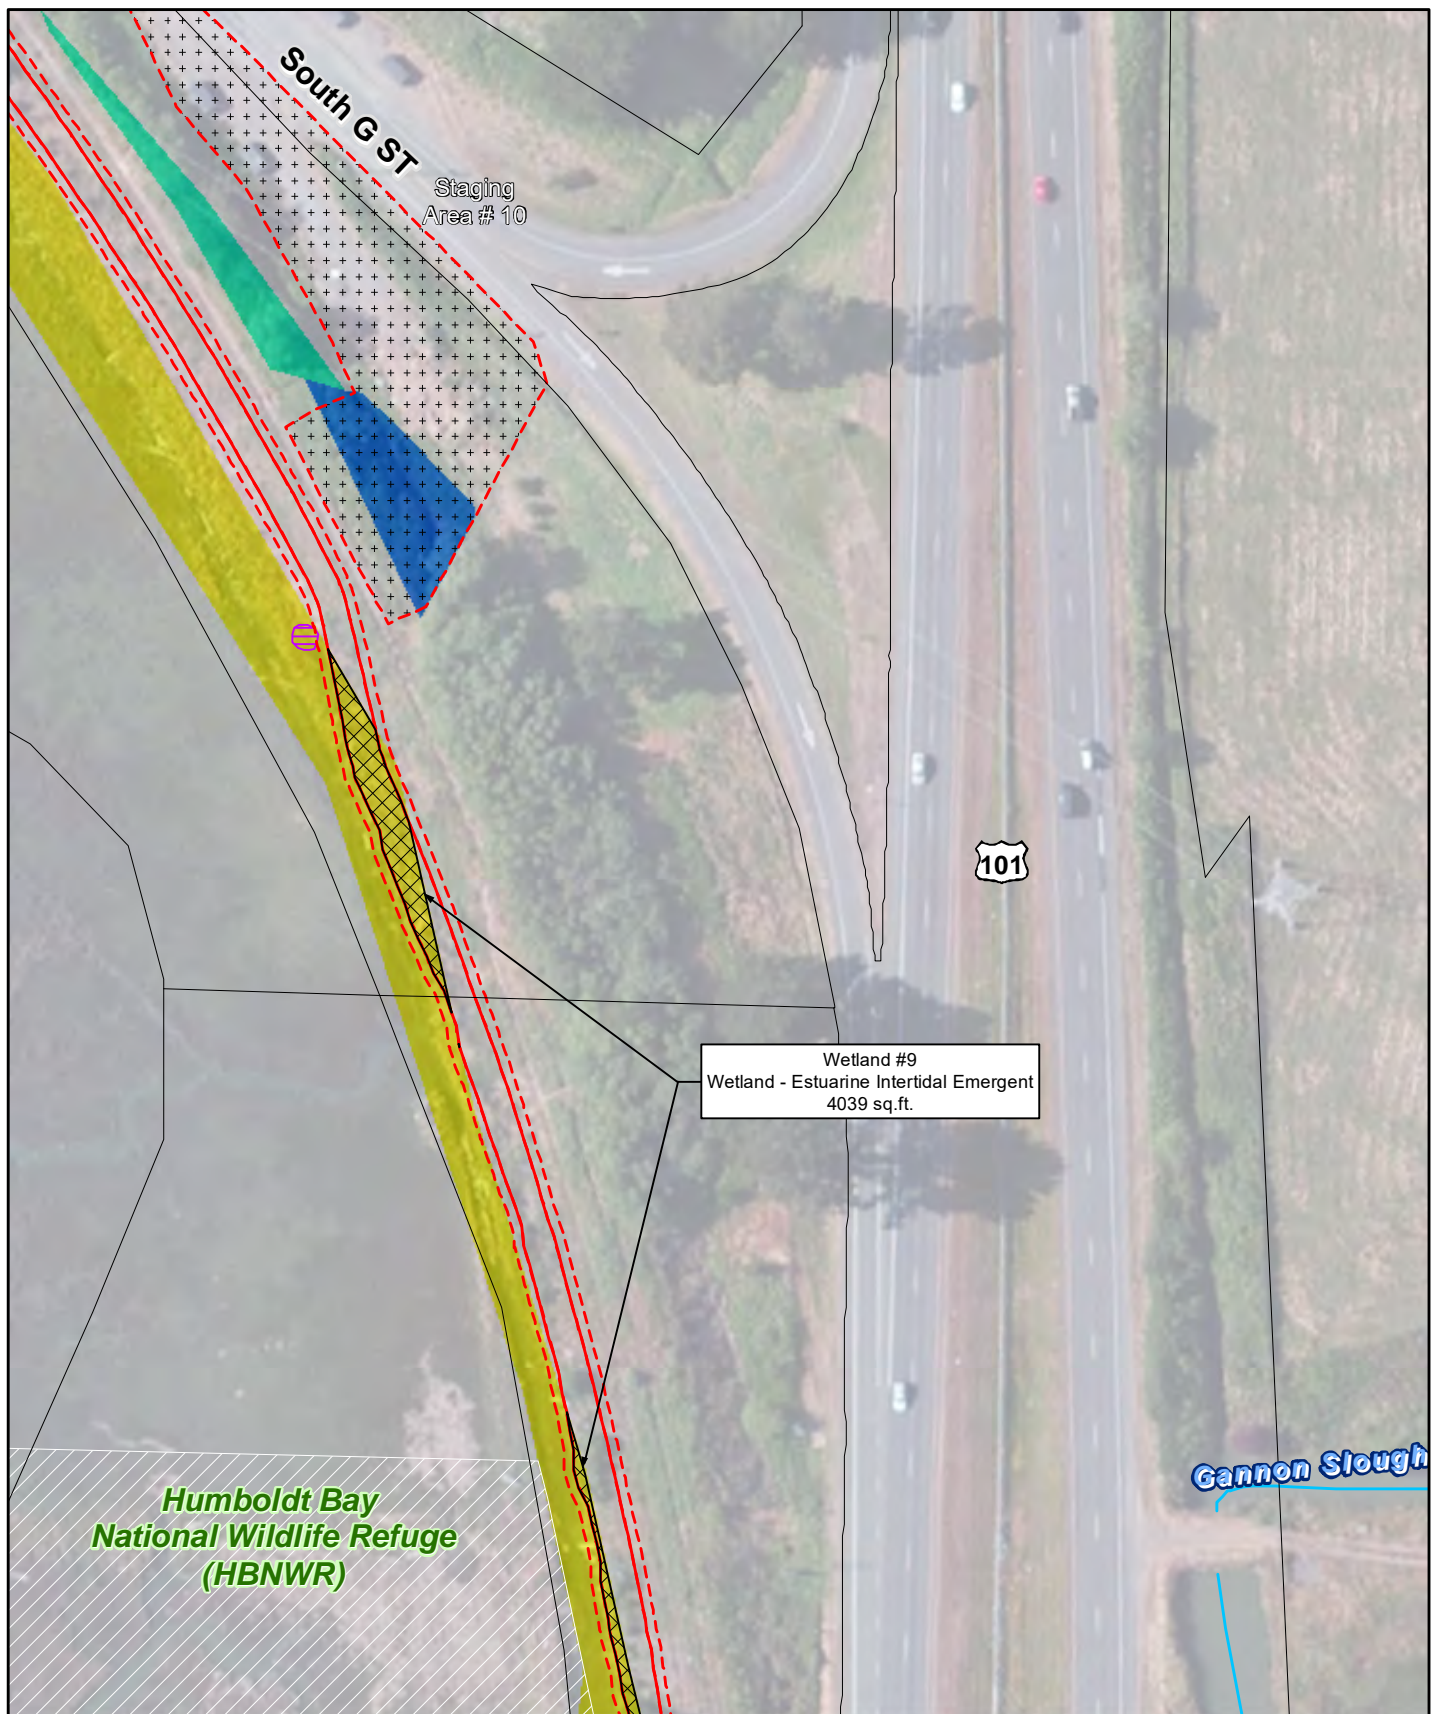 South G ST
Staging
Area # 10
101
Wetland #9
Wetland - Estuarine Intertidal Emergent
4039 sq.ft.
Gannon Slough
Humboldt Bay
National Wildlife Refuge
(HBNWR)